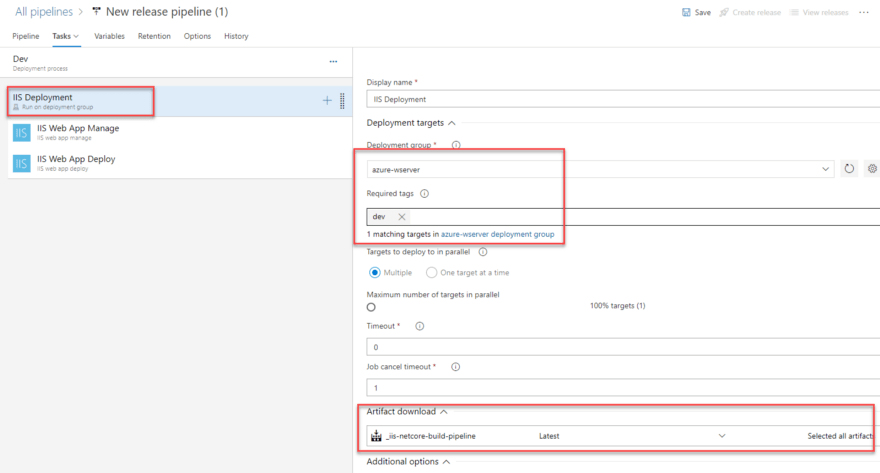 All pipelines > New release pipeline (1)
Save Create release View releases ...
Pipeline Tasks Variables Retention Options History
Dev
Deployment process
IIS Deployment
Run on deployment group
IIS
IIS Web App Manage
IIS web app manage
IIS
IIS Web App Deploy
IIS web app deploy
Display name *
IIS Deployment
Deployment targets
Deployment group *
azure-wserver
Required tags
dev
1 matching targets in azure-wserver deployment group
Targets to deploy to in parallel
Multiple One target at a time
Maximum number of targets in parallel
100% targets (1)
Timeout *
0
Job cancel timeout *
1
Artifact download
_iis-netcore-build-pipeline Latest Selected all artifacts
Additional options